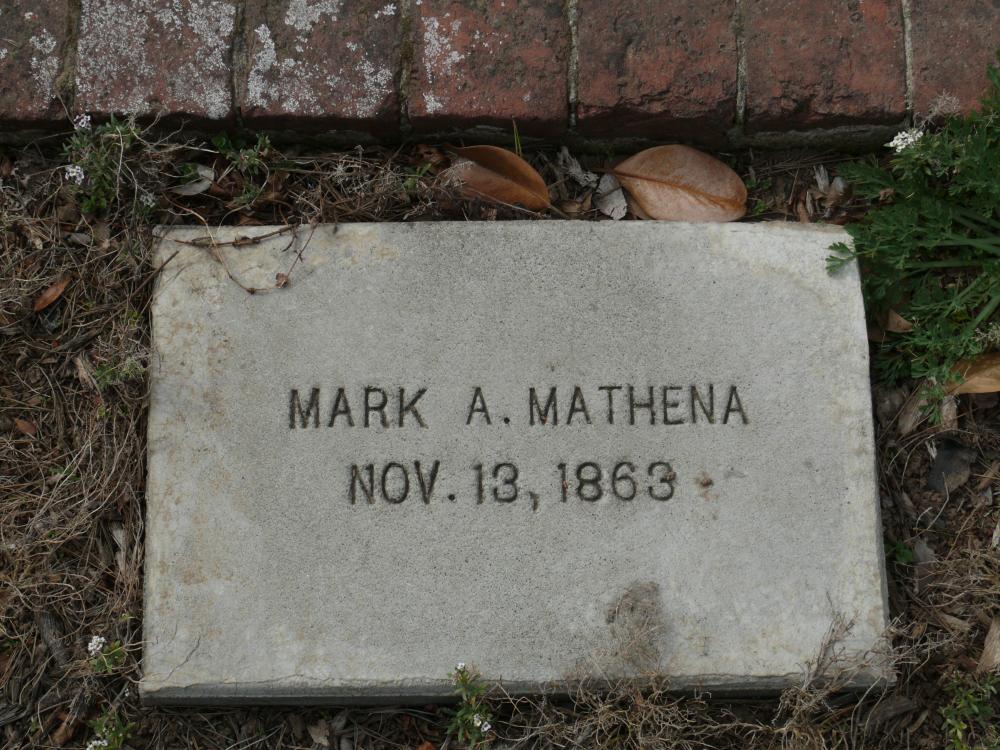 MARK A. MATHENA
NOV. 13, 1863